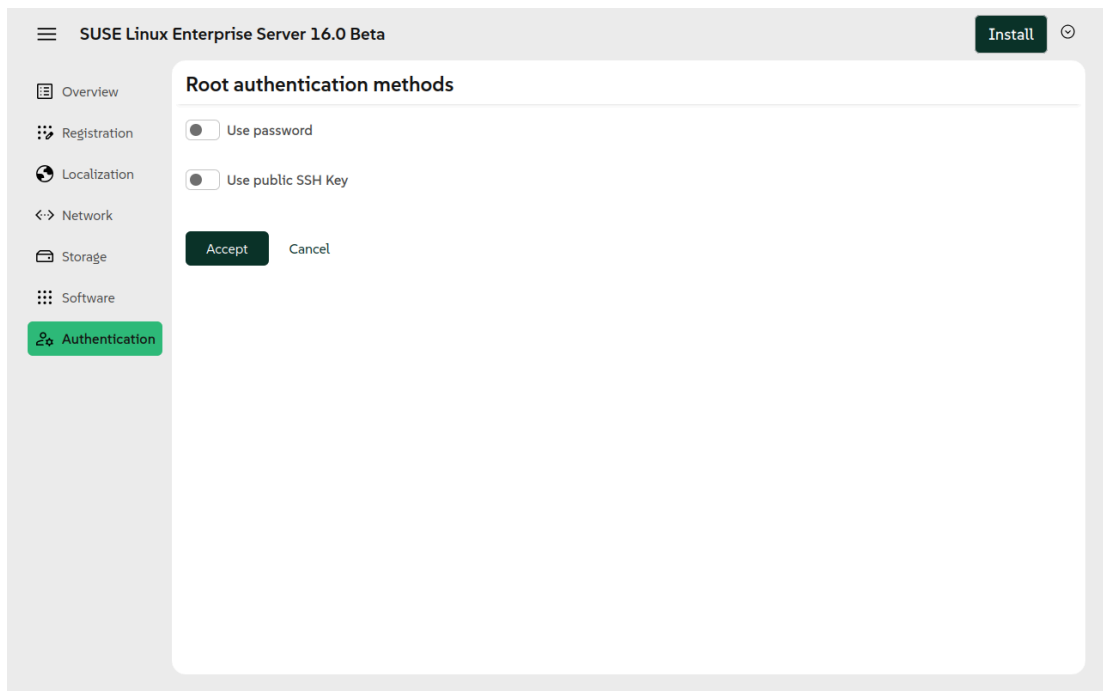 SUSE Linux Enterprise Server 16.0 Beta
Install
Overview
Registration
Localization
Network
Storage
Software
Authentication
Root authentication methods
Use password
Use public SSH Key
Accept
Cancel